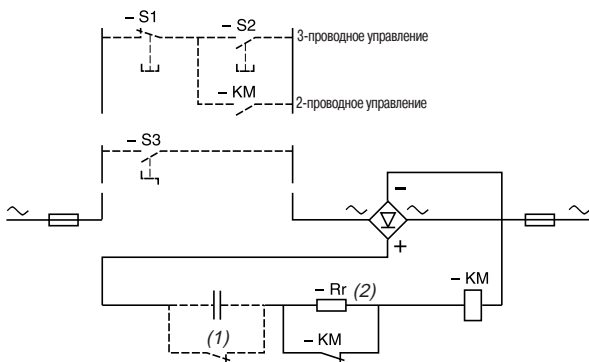 – S1
– S2
3-проводное управление
– KM
2-проводное управление
– S3
–
+
– Rr (2)
– KM
(1)
– KM